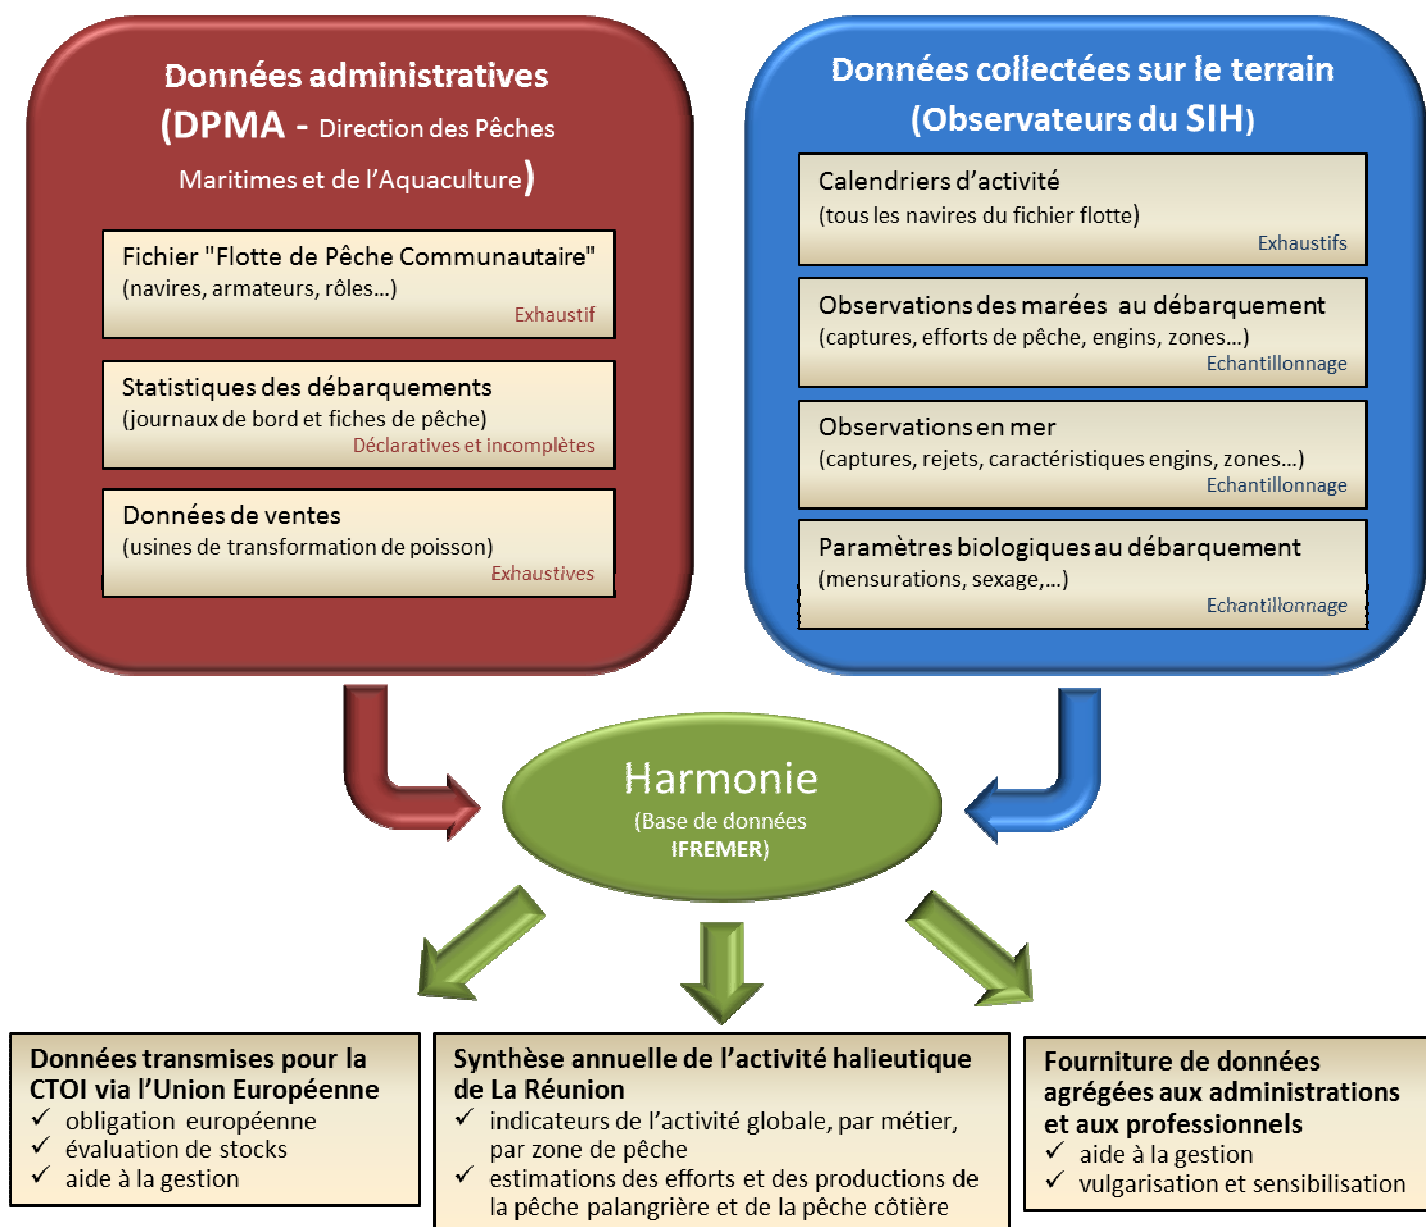 Données administratives
(DPMA - Direction des Pêches
Maritimes et de l'Aquaculture)
Fichier "Flotte de Pêche Communautaire"
(navires, armateurs, rôles…)
Exhaustif
Statistiques des débarquements
(journaux de bord et fiches de pêche)
Déclaratives et incomplètes
Données de ventes
(usines de transformation de poisson)
Exhaustives
Données collectées sur le terrain
(Observateurs du SIH)
Calendriers d'activité
(tous les navires du fichier flotte)
Exhaustifs
Observations des marées au débarquement
(captures, efforts de pêche, engins, zones…)
Echantillonnage
Observations en mer
(captures, rejets, caractéristiques engins, zones…)
Echantillonnage
Paramètres biologiques au débarquement
(mensurations, sexage,…)
Echantillonnage
Harmonie
(Base de données
IFREMER)
Données transmises pour la
CTOI via l'Union Européenne
✓ obligation européenne
✓ évaluation de stocks
✓ aide à la gestion
Synthèse annuelle de l'activité halieutique
de La Réunion
✓ indicateurs de l'activité globale, par métier,
par zone de pêche
✓ estimations des efforts et des productions de
la pêche palangrière et de la pêche côtière
Fourniture de données
agrégées aux administrations
et aux professionnels
✓ aide à la gestion
✓ vulgarisation et sensibilisation